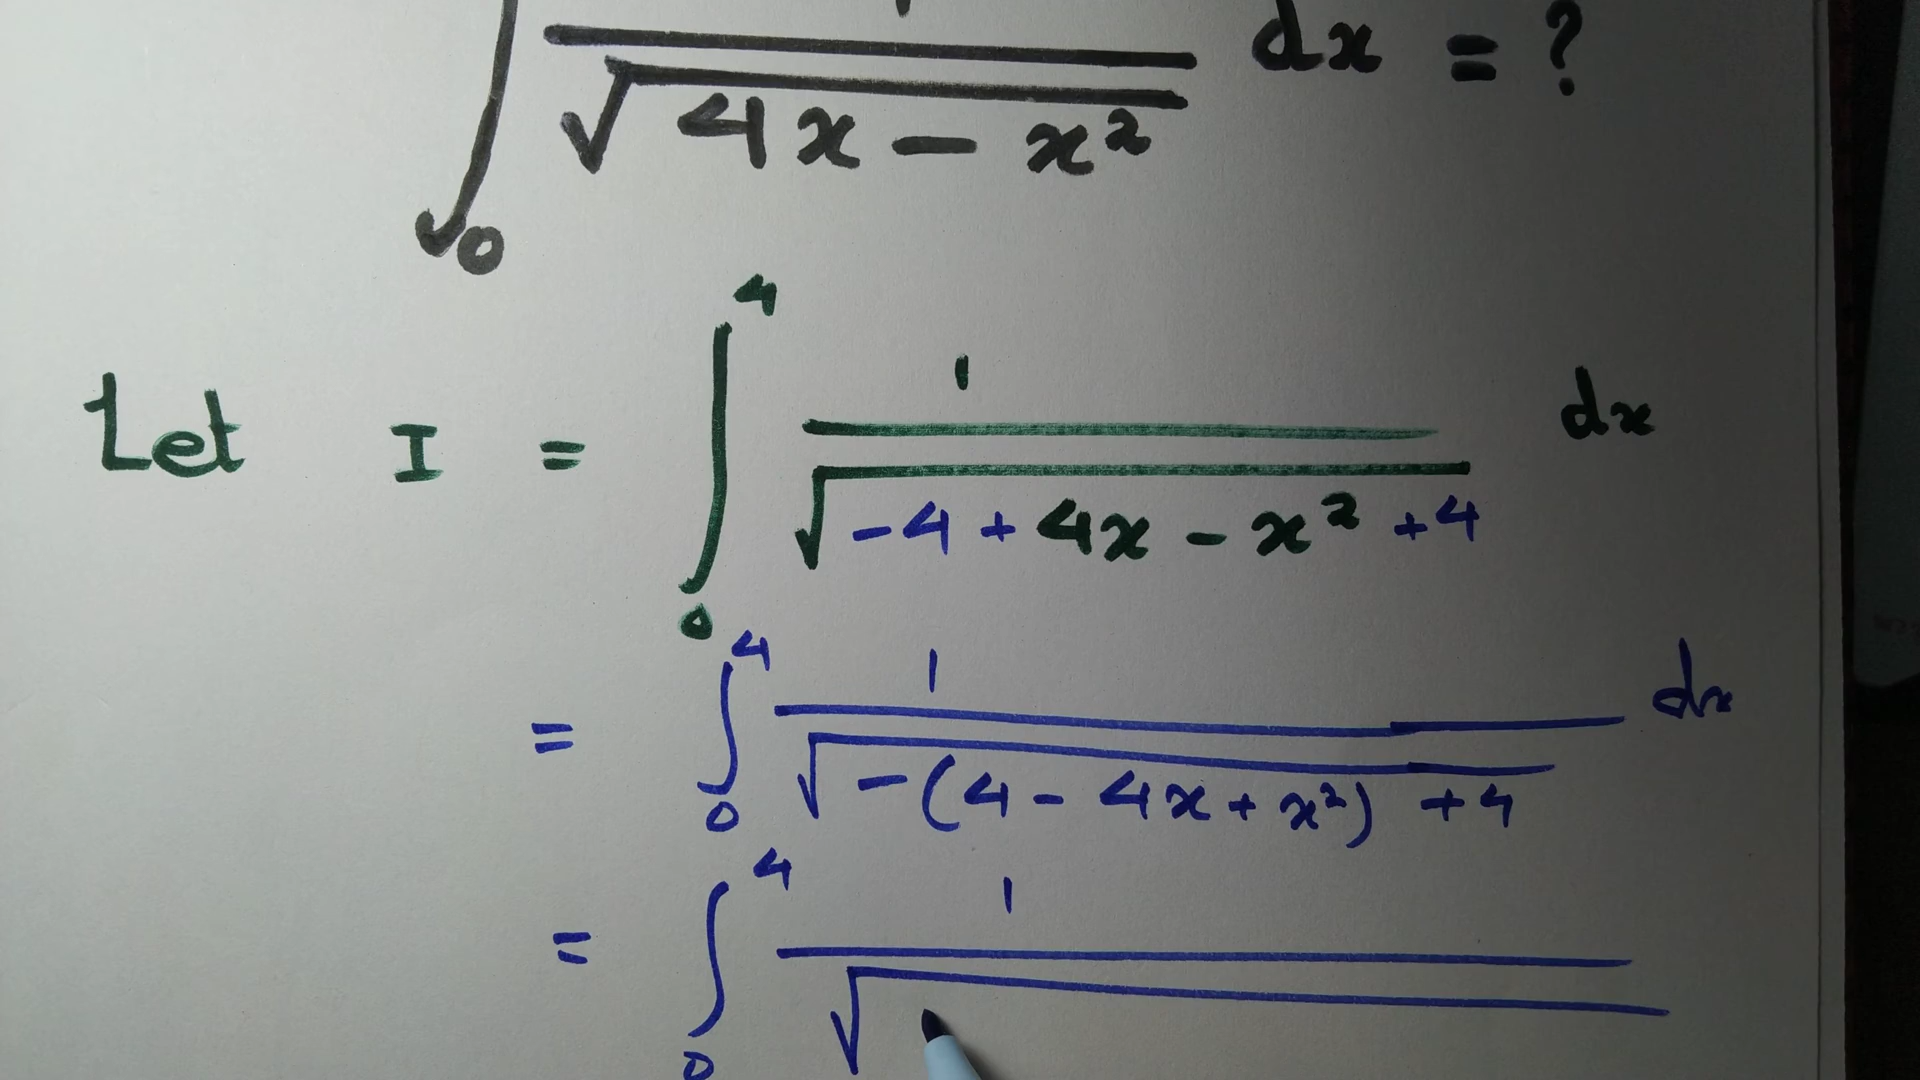 ∫₀ 1/√(4x - x²) dx = ?
Let I = ∫₀⁴ 1/√(-4 + 4x - x² + 4) dx
= ∫₀⁴ 1/√(-(4 - 4x + x²) + 4) dx
= ∫₀⁴ 1/√